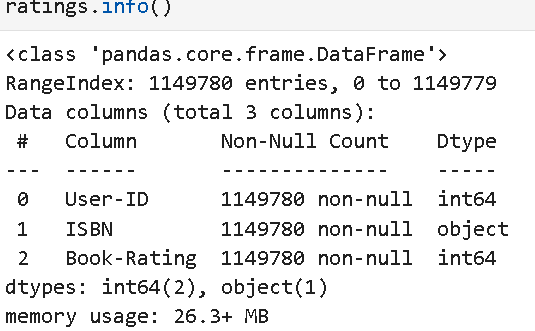 ratings.info()
<class 'pandas.core.frame.DataFrame'>
RangeIndex: 1149780 entries, 0 to 1149779
Data columns (total 3 columns):
 #   Column       Non-Null Count    Dtype
---  ------       --------------    -----
 0   User-ID      1149780 non-null  int64
 1   ISBN         1149780 non-null  object
 2   Book-Rating  1149780 non-null  int64
dtypes: int64(2), object(1)
memory usage: 26.3+ MB